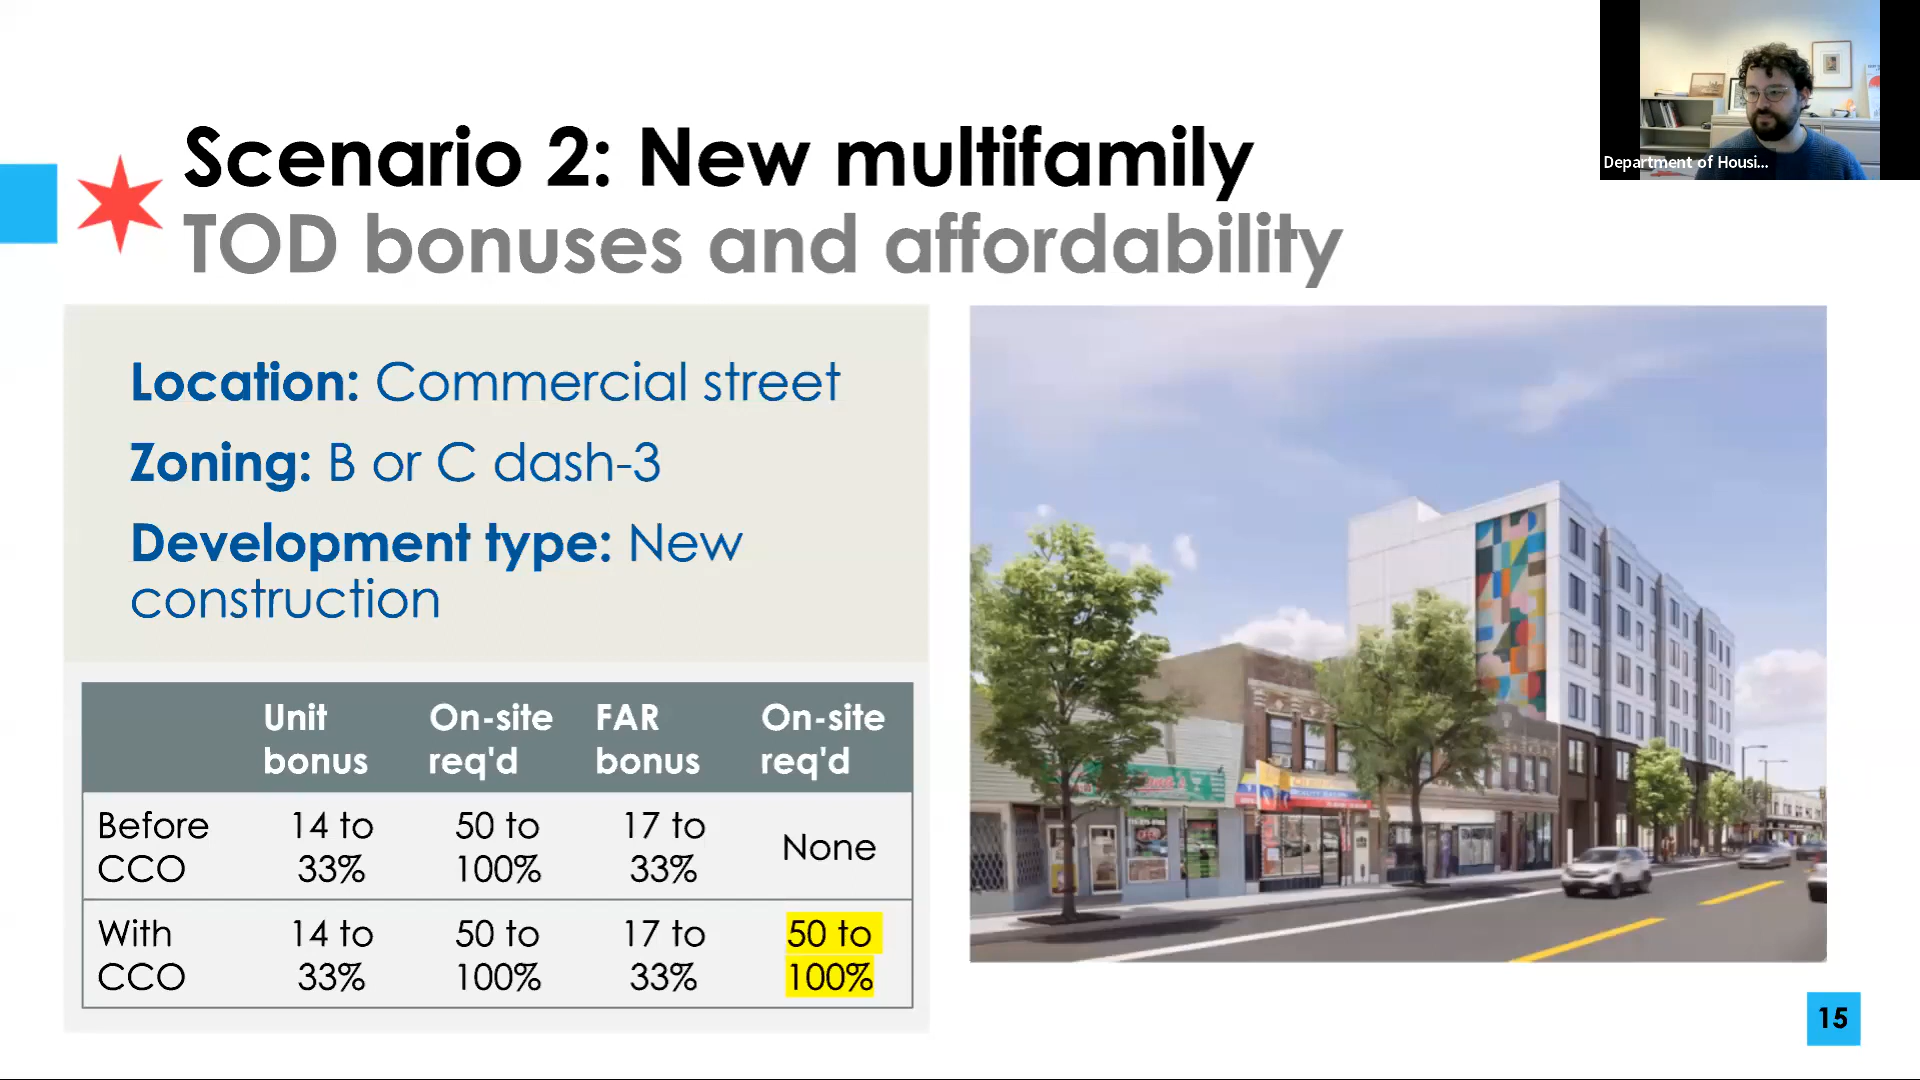 Scenario 2: New multifamily
TOD bonuses and affordability
Department of Housi...
Location: Commercial street
Zoning: B or C dash-3
Development type: New
construction
Unit bonus On-site req'd FAR bonus On-site req'd
Before CCO 14 to 33% 50 to 100% 17 to 33% None
With CCO 14 to 33% 50 to 100% 17 to 33% 50 to 100%
15